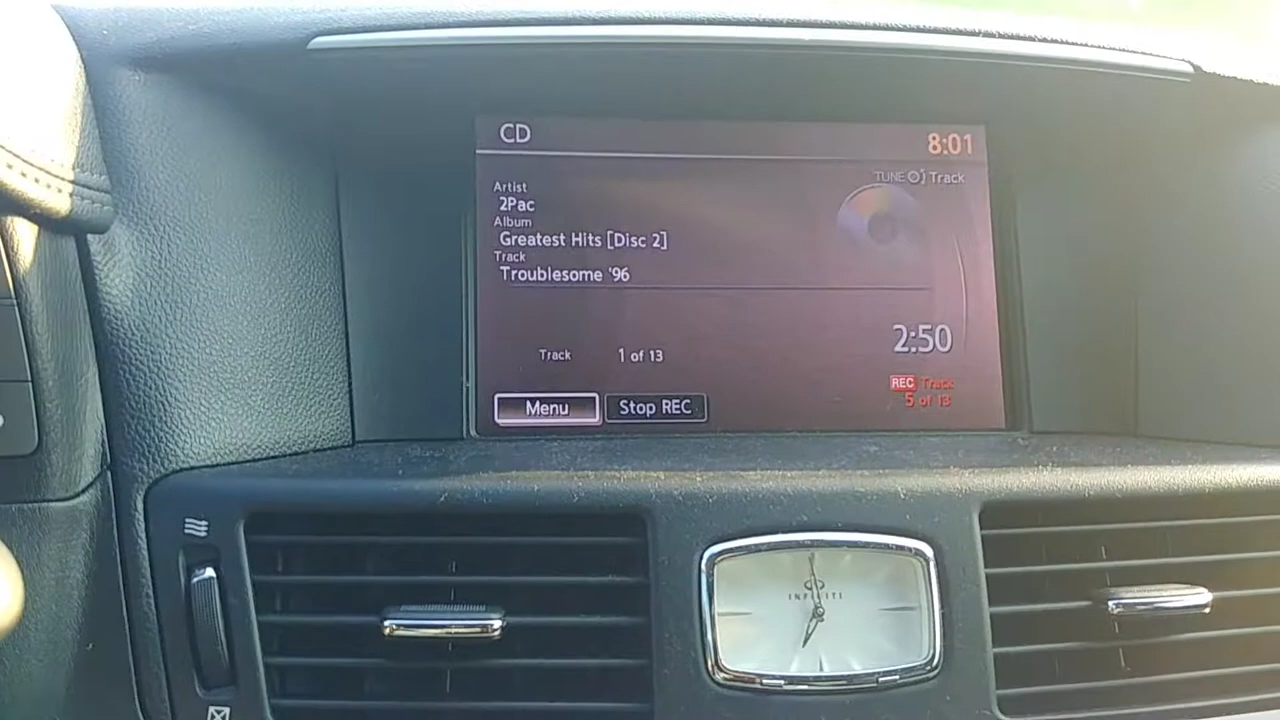 CD
8:01
TUNE Track
Artist
2Pac
Album
Greatest Hits [Disc 2]
Track
Troublesome '96
2:50
Track 1 of 13
REC Track
5 of 13
Menu
Stop REC
INFINITI